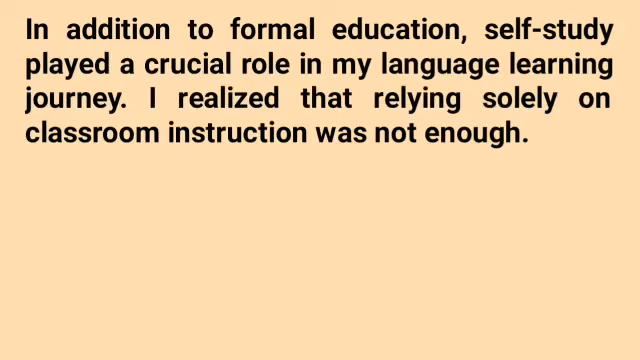 In addition to formal education, self-study
played a crucial role in my language learning
journey. I realized that relying solely on
classroom instruction was not enough.